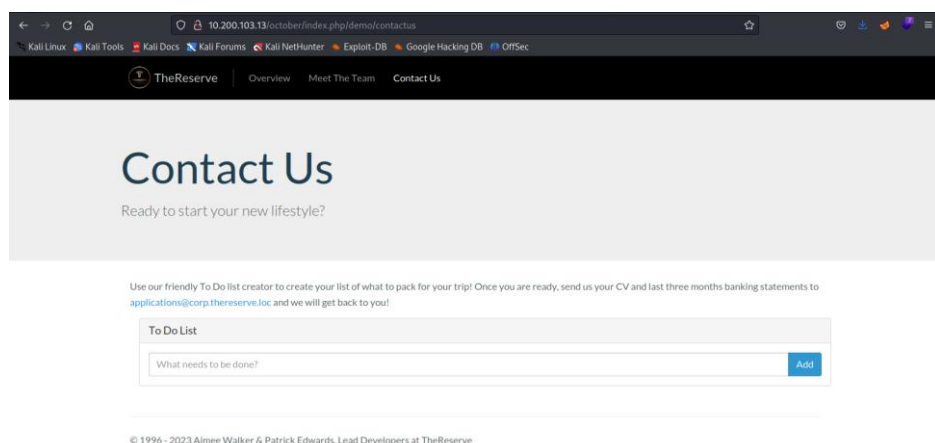 10.200.103.13/october/index.php/demo/contactus
Kali Linux Kali Tools Kali Docs Kali Forums Kali NetHunter Exploit-DB Google Hacking DB OffSec
TheReserve Overview Meet The Team Contact Us
Contact Us
Ready to start your new lifestyle?
Use our friendly To Do list creator to create your list of what to pack for your trip! Once you are ready, send us your CV and last three months banking statements to
applications@corp.thereserve.loc and we will get back to you!
To Do List
What needs to be done?
Add
© 1996 - 2023 Aimee Walker & Patrick Edwards, Lead Developers at TheReserve